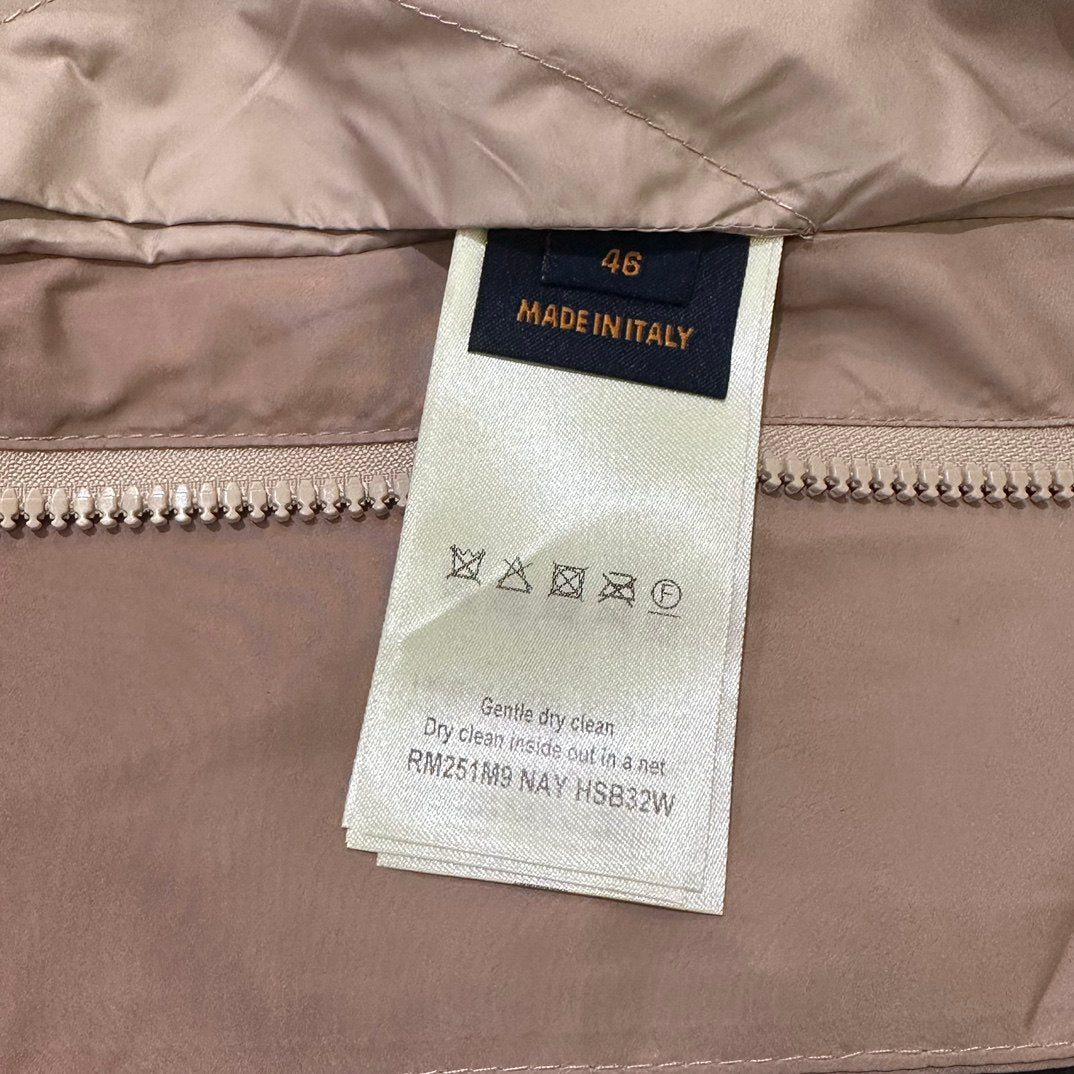 46
MADE IN ITALY
F
Gentle dry clean
Dry clean inside out in a net
RM251M9 NAY HSB32W